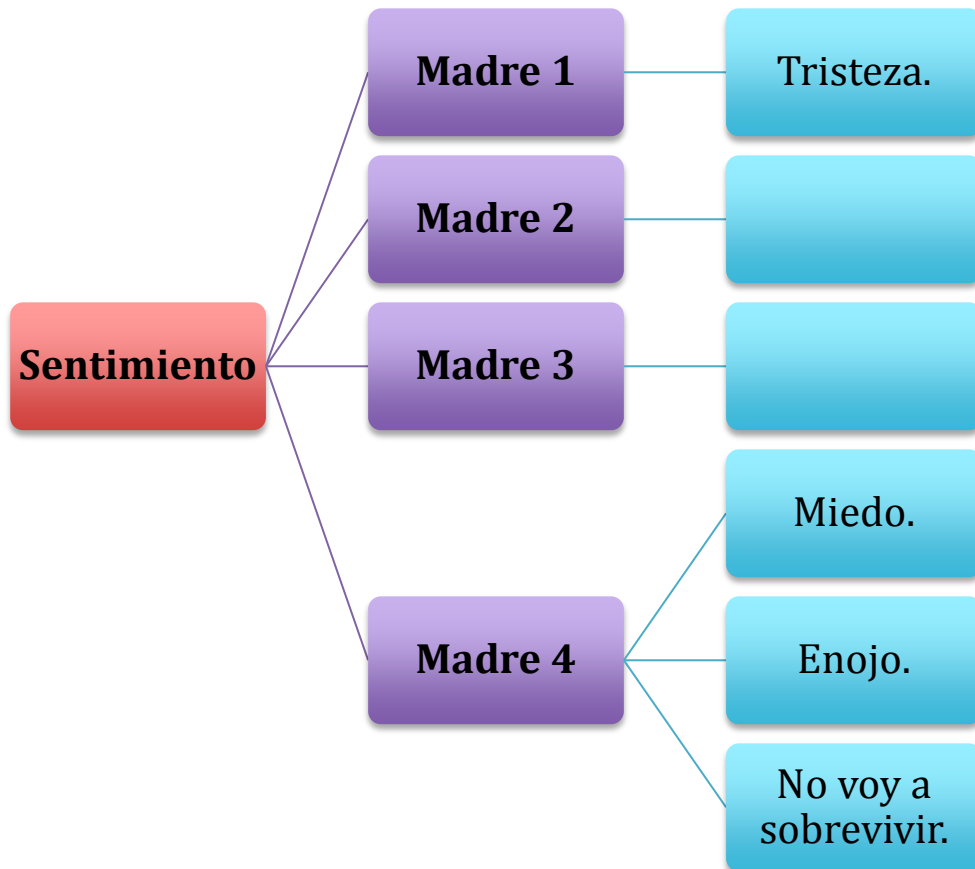 Madre 1
Tristeza.
Madre 2
Sentimiento
Madre 3
Miedo.
Madre 4
Enojo.
No voy a
sobrevivir.